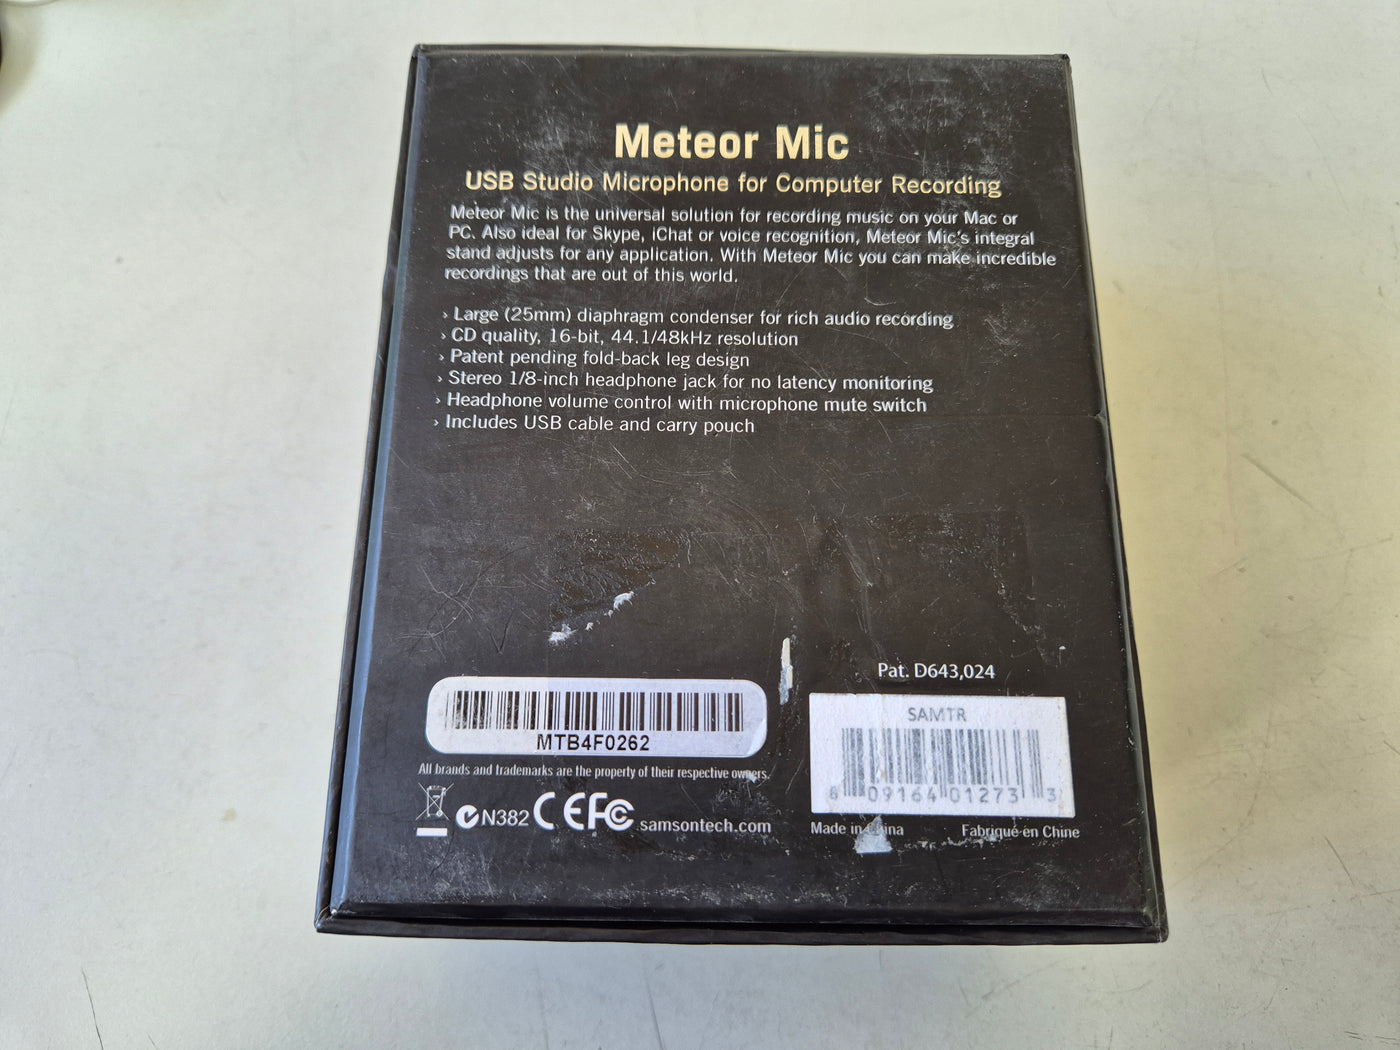 Meteor Mic
USB Studio Microphone for Computer Recording
Meteor Mic is the universal solution for recording music on your Mac or
PC. Also ideal for Skype, iChat or voice recognition, Meteor Mic's integral
stand adjusts for any application. With Meteor Mic you can make incredible
recordings that are out of this world.
› Large (25mm) diaphragm condenser for rich audio recording
› CD quality, 16-bit, 44.1/48kHz resolution
› Patent pending fold-back leg design
› Stereo 1/8-inch headphone jack for no latency monitoring
› Headphone volume control with microphone mute switch
› Includes USB cable and carry pouch
Pat. D643,024
MTB4F0262
SAMTR
8 09164 01273 3
All brands and trademarks are the property of their respective owners.
N382 CE FC samsontech.com
Made in China Fabriqué en Chine